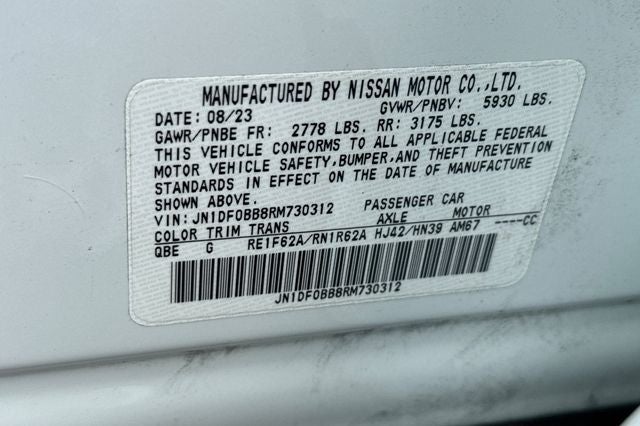 MANUFACTURED BY NISSAN MOTOR CO.,LTD.
DATE: 08/23 GVWR/PNBV: 5930 LBS.
GAWR/PNBE FR: 2778 LBS. RR: 3175 LBS.
THIS VEHICLE CONFORMS TO ALL APPLICABLE FEDERAL
MOTOR VEHICLE SAFETY,BUMPER,AND THEFT PREVENTION
STANDARDS IN EFFECT ON THE DATE OF MANUFACTURE
SHOWN ABOVE.
VIN: JN1DF0BB8RM730312 PASSENGER CAR
COLOR TRIM TRANS AXLE MOTOR
QBE G RE1F62A/RN1R62A HJ42/HN39 AM67 ----CC
JN1DF0BB8RM730312